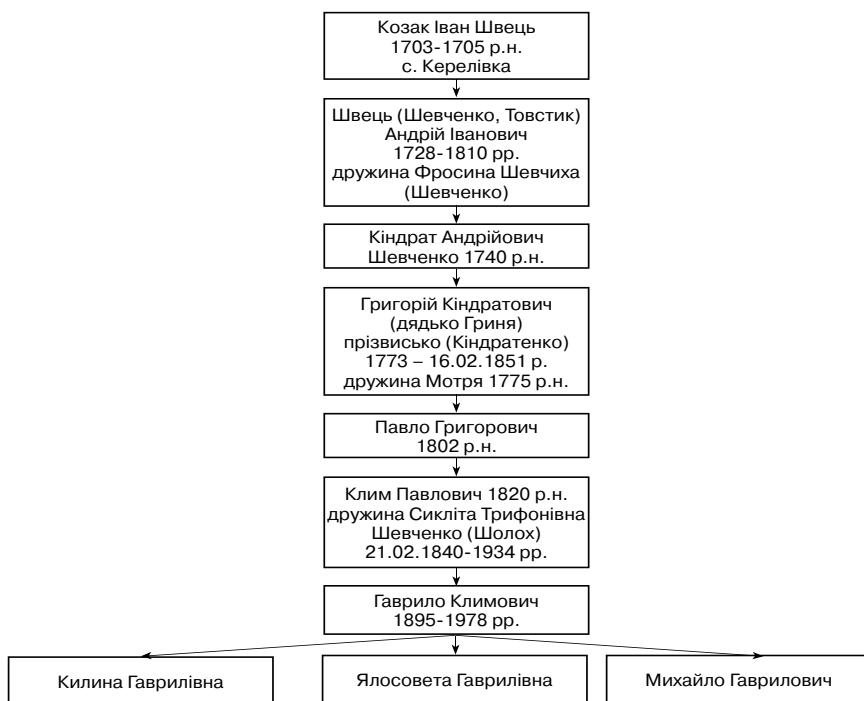 Козак Іван Швець
1703-1705 р.н.
с. Керелівка
Швець (Шевченко, Товстик)
Андрій Іванович
1728-1810 рр.
дружина Фросина Шевчиха
(Шевченко)
Кіндрат Андрійович
Шевченко 1740 р.н.
Григорій Кіндратович
(дядько Гриня)
прізвисько (Кіндратенко)
1773 – 16.02.1851 р.
дружина Мотря 1775 р.н.
Павло Григорович
1802 р.н.
Клим Павлович 1820 р.н.
дружина Сикліта Трифонівна
Шевченко (Шолох)
21.02.1840-1934 рр.
Гаврило Климович
1895-1978 рр.
Килина Гаврилівна
Ялосовета Гаврилівна
Михайло Гаврилович